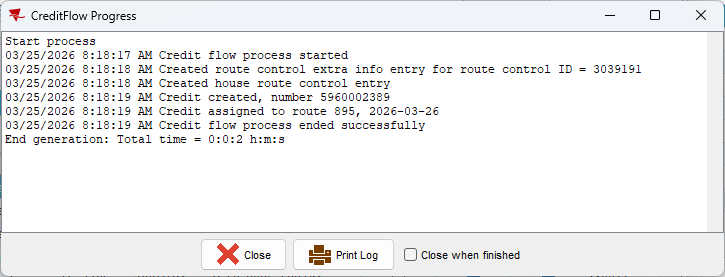 CreditFlow Progress
Start process
03/25/2026 8:18:17 AM Credit flow process started
03/25/2026 8:18:18 AM Created route control extra info entry for route control ID = 3039191
03/25/2026 8:18:18 AM Created house route control entry
03/25/2026 8:18:19 AM Credit created, number 5960002389
03/25/2026 8:18:19 AM Credit assigned to route 895, 2026-03-26
03/25/2026 8:18:19 AM Credit flow process ended successfully
End generation: Total time = 0:0:2 h:m:s
Close
Print Log
Close when finished